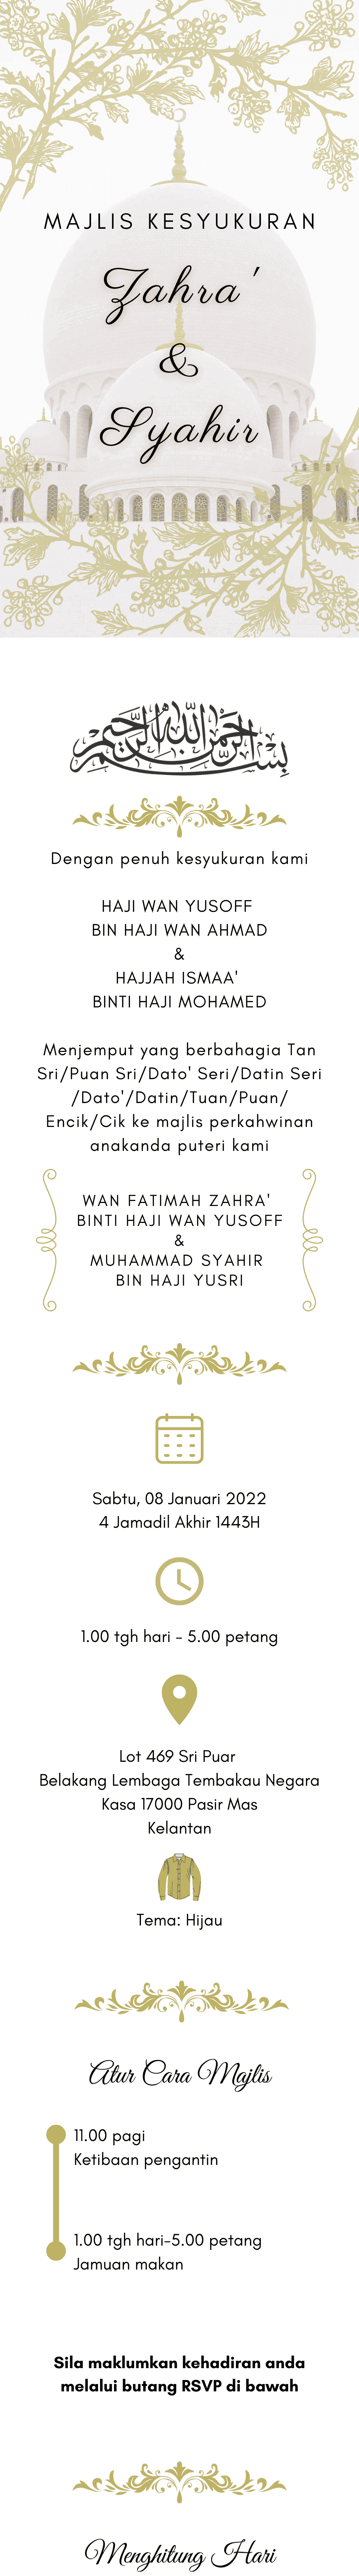 MAJLIS KESYUKURAN
Zahra'
&
Syahir
بسم الله الرحمن الرحيم
Dengan penuh kesyukuran kami
HAJI WAN YUSOFF
BIN HAJI WAN AHMAD
&
HAJJAH ISMAA'
BINTI HAJI MOHAMED
Menjemput yang berbahagia Tan
Sri/Puan Sri/Dato' Seri/Datin Seri
/Dato'/Datin/Tuan/Puan/
Encik/Cik ke majlis perkahwinan
anakanda puteri kami
WAN FATIMAH ZAHRA'
BINTI HAJI WAN YUSOFF
&
MUHAMMAD SYAHIR
BIN HAJI YUSRI
Sabtu, 08 Januari 2022
4 Jamadil Akhir 1443H
1.00 tgh hari - 5.00 petang
Lot 469 Sri Puar
Belakang Lembaga Tembakau Negara
Kasa 17000 Pasir Mas
Kelantan
Tema: Hijau
Atur Cara Majlis
11.00 pagi
Ketibaan pengantin
1.00 tgh hari-5.00 petang
Jamuan makan
Sila maklumkan kehadiran anda
melalui butang RSVP di bawah
Menghitung Hari